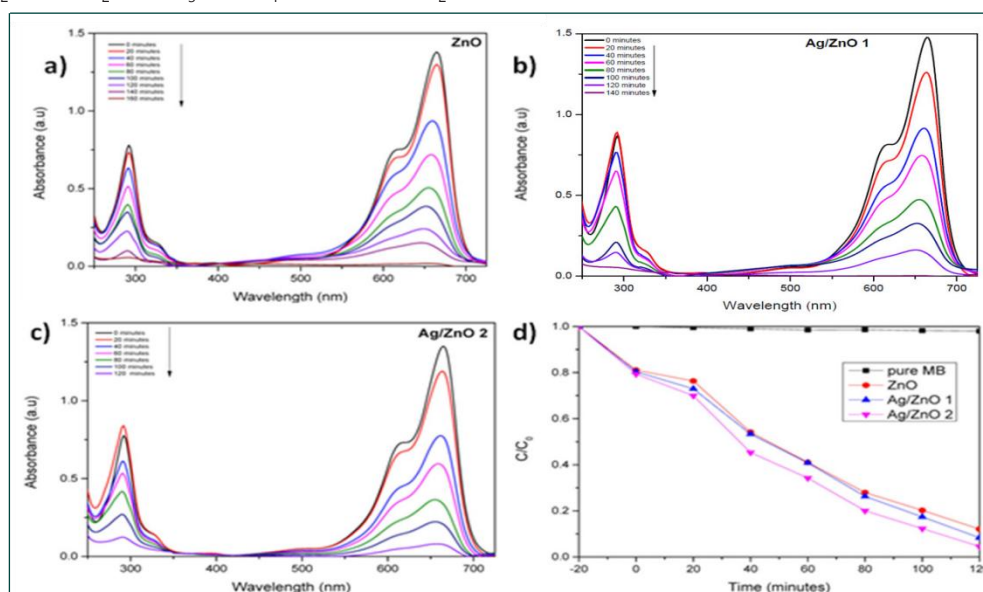 a)
ZnO
0 minutes
20 minutes
40 minutes
60 minutes
80 minutes
100 minutes
120 minutes
140 minutes
160 minutes
Absorbance (a.u)
1.5
1.0
0.5
0.0
300
400
500
600
700
Wavelength (nm)
b)
Ag/ZnO 1
0 minutes
20 minutes
40 minutes
60 minutes
80 minutes
100 minutes
120 minute
140 minutes
Absorbance (a.u)
1.5
1.0
0.5
0.0
300
400
500
600
700
Wavelength (nm)
c)
Ag/ZnO 2
0 minutes
20 minutes
40 minutes
60 minutes
80 minutes
100 minutes
120 minutes
Absorbance (a.u)
1.5
1.0
0.5
0.0
300
400
500
600
700
Wavelength (nm)
d)
pure MB
ZnO
Ag/ZnO 1
Ag/ZnO 2
C/C0
1.0
0.8
0.6
0.4
0.2
0.0
-20
0
20
40
60
80
100
120
Time (minutes)